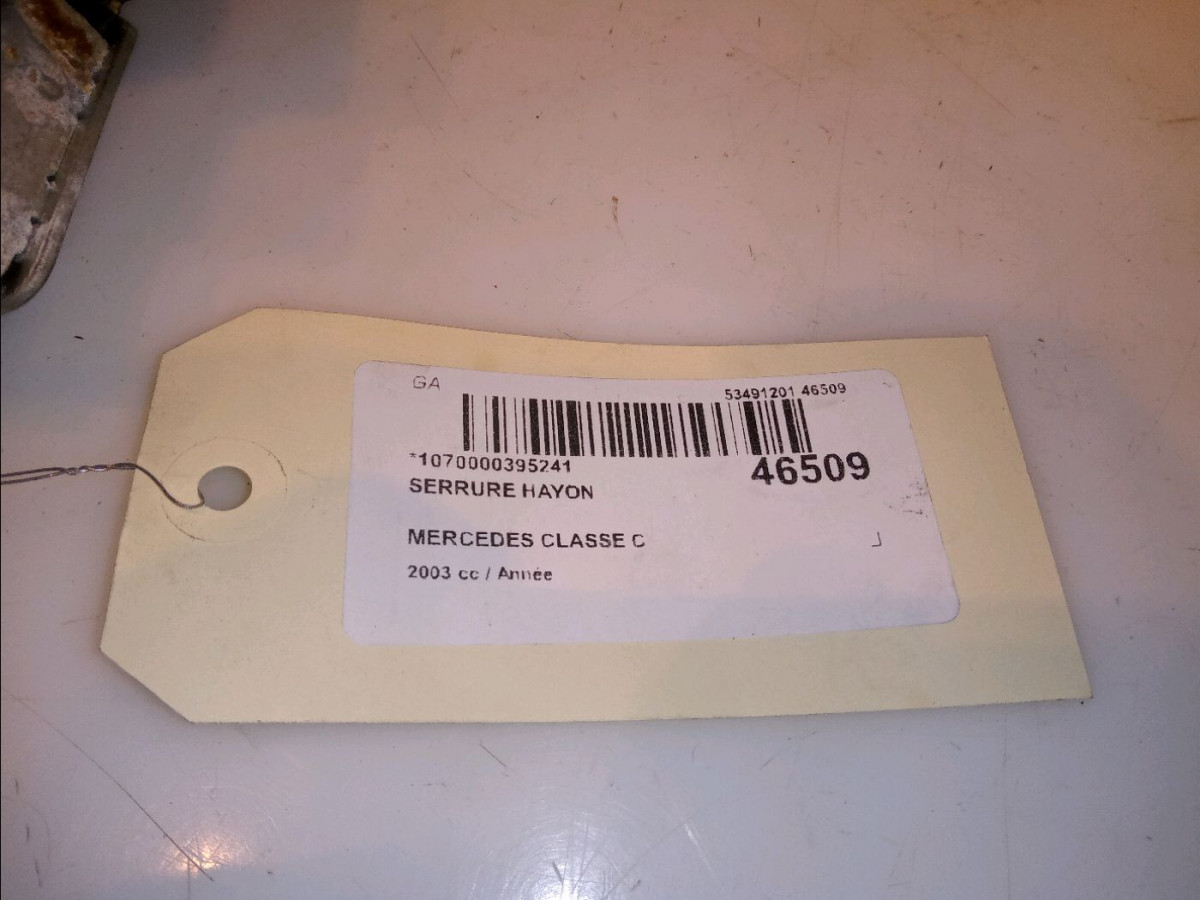 GA
53491201 46509
*1070000395241
46509
SERRURE HAYON
MERCEDES CLASSE C
2003 cc / Année